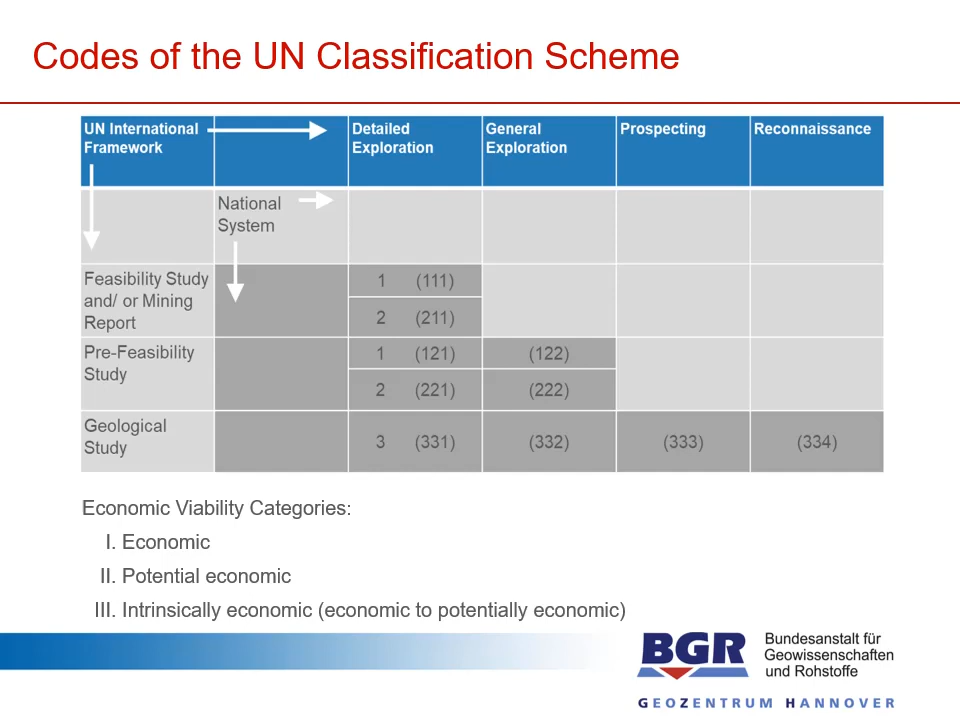 Codes of the UN Classification Scheme
UN International
Framework
Detailed
Exploration
General
Exploration
Prospecting
Reconnaissance
National
System
Feasibility Study
and/ or Mining
Report
1 (111)
2 (211)
Pre-Feasibility
Study
1 (121)
(122)
2 (221)
(222)
Geological
Study
3 (331)
(332)
(333)
(334)
Economic Viability Categories:
I. Economic
II. Potential economic
III. Intrinsically economic (economic to potentially economic)
BGR
Bundesanstalt für
Geowissenschaften
und Rohstoffe
GEOZENTRUM HANNOVER